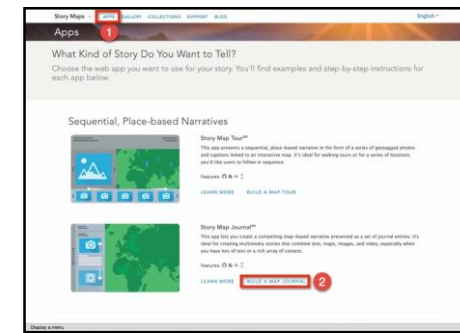 Story Maps APPS GALLERY COLLECTIONS SUPPORT BLOG English
1
Apps
What Kind of Story Do You Want to Tell?
Choose the web app you want to use for your story. You'll find examples and step-by-step instructions for
each app below.
Sequential, Place-based Narratives
Story Map Tour℠
This app presents a sequential, place-based narrative in the form of a series of geotagged photos
and captions linked to an interactive map. It's ideal for walking tours or for a series of locations
you'd like users to follow in sequence.
Features:
LEARN MORE BUILD A MAP TOUR
Story Map Journal℠
This app lets you create a compelling map-based narrative presented as a set of journal entries. It's
ideal for creating multimedia stories that combine text, maps, images, and video, especially when
you have lots of text or a rich array of content.
Features:
LEARN MORE BUILD A MAP JOURNAL 2
Display a menu